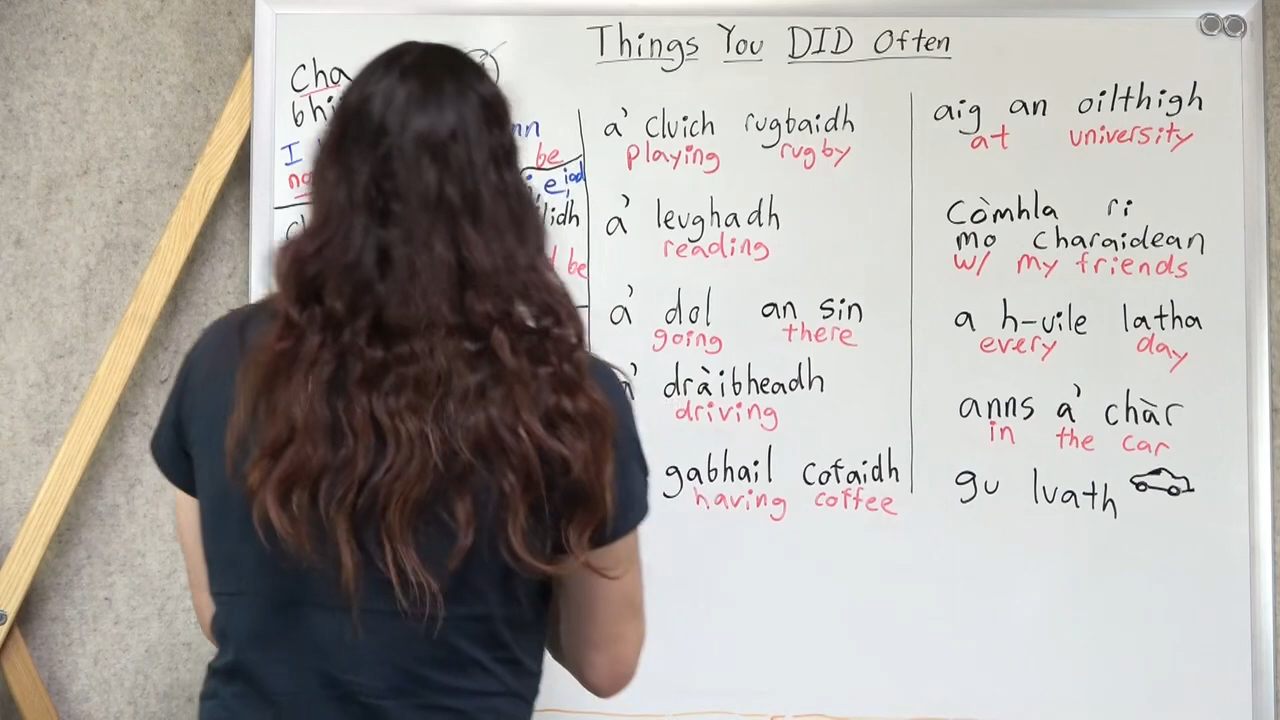 Things You DID Often
Cha
bhi
I
be
a' cluich rugbaidh
playing rugby
a' leughadh
reading
a' dol an sin
going there
dràibheadh
driving
gabhail cofaidh
having coffee
aig an oilthigh
at university
Còmhla ri
mo charaidean
w/ my friends
a h-uile latha
every day
anns a' chàr
in the car
gu luath